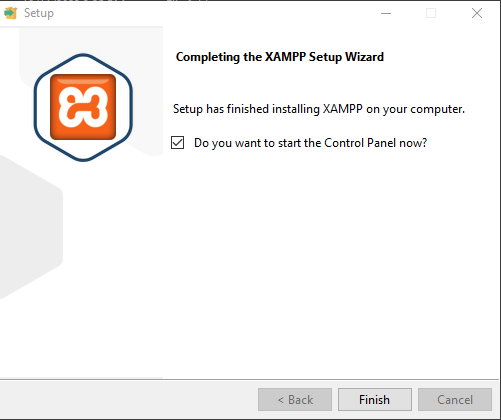 Setup
Completing the XAMPP Setup Wizard
Setup has finished installing XAMPP on your computer.
Do you want to start the Control Panel now?
< Back
Finish
Cancel